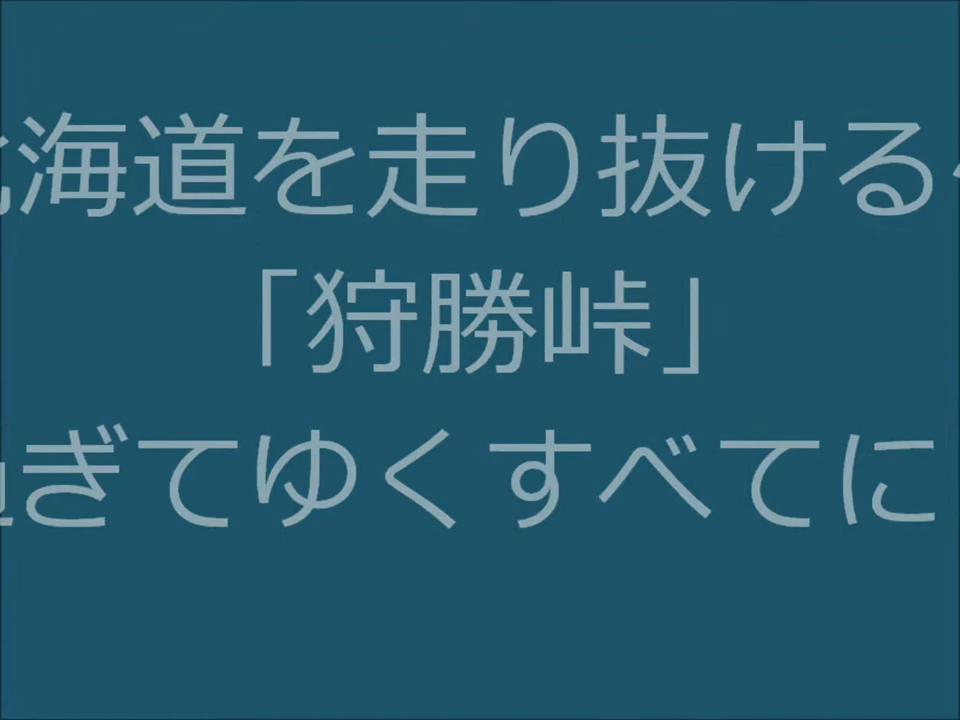 海道を走り抜ける
「狩勝峠」
ぎてゆくすべてに